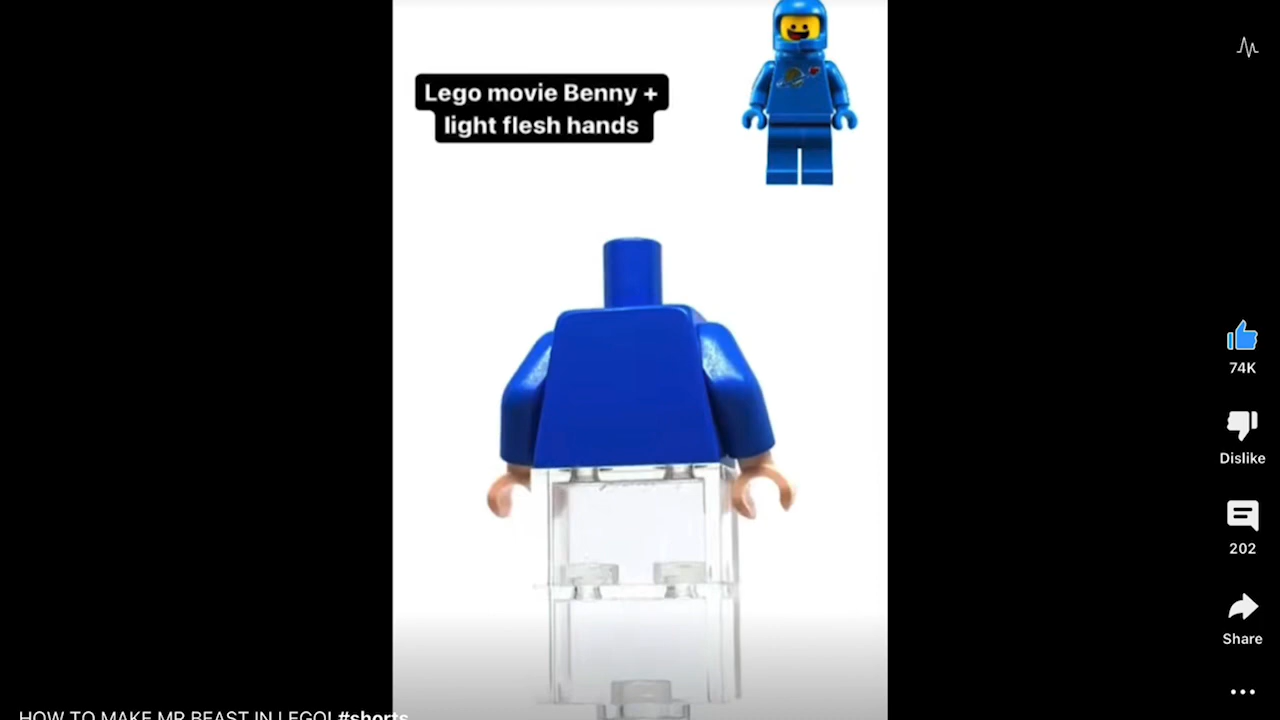 Lego movie Benny +
light flesh hands
74K
Dislike
202
Share
HOW TO MAKE MR BEAST IN LEGO! #shorts